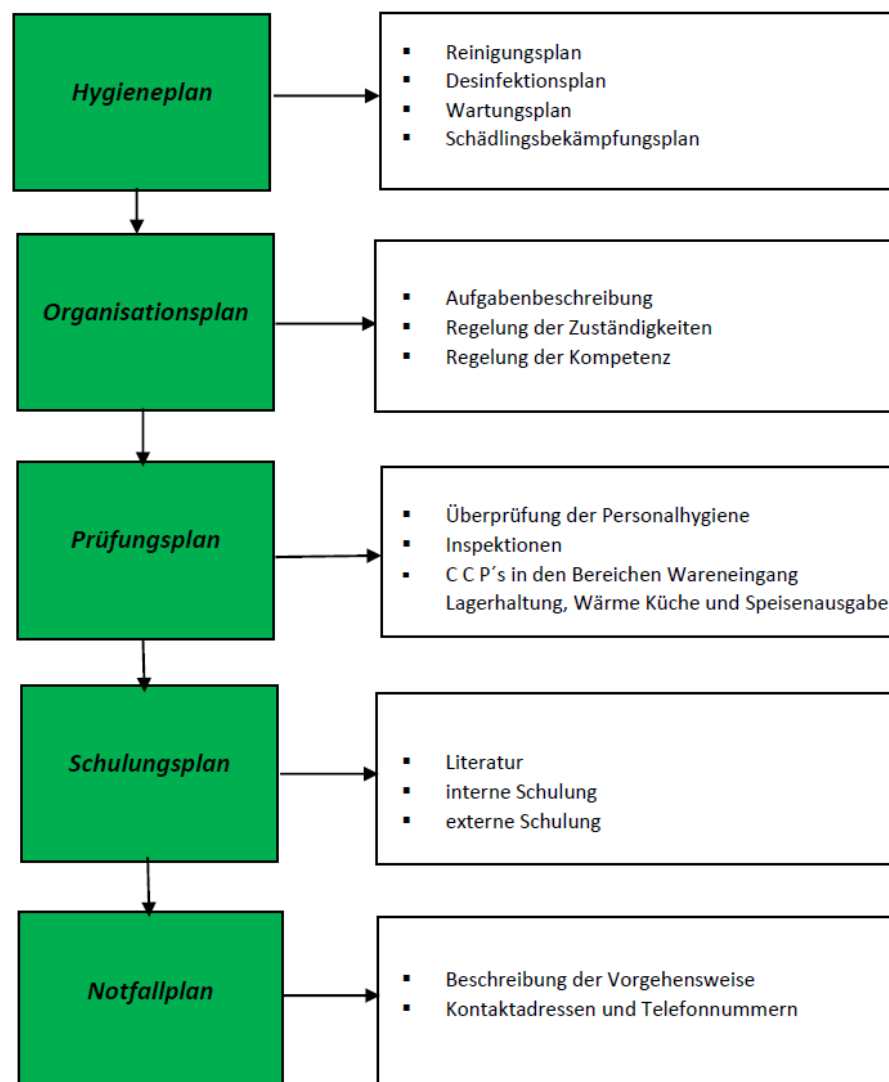 Hygieneplan
▪ Reinigungsplan
▪ Desinfektionsplan
▪ Wartungsplan
▪ Schädlingsbekämpfungsplan
Organisationsplan
▪ Aufgabenbeschreibung
▪ Regelung der Zuständigkeiten
▪ Regelung der Kompetenz
Prüfungsplan
▪ Überprüfung der Personalhygiene
▪ Inspektionen
▪ C C P´s in den Bereichen Wareneingang
Lagerhaltung, Wärme Küche und Speisenausgabe
Schulungsplan
▪ Literatur
▪ interne Schulung
▪ externe Schulung
Notfallplan
▪ Beschreibung der Vorgehensweise
▪ Kontaktadressen und Telefonnummern